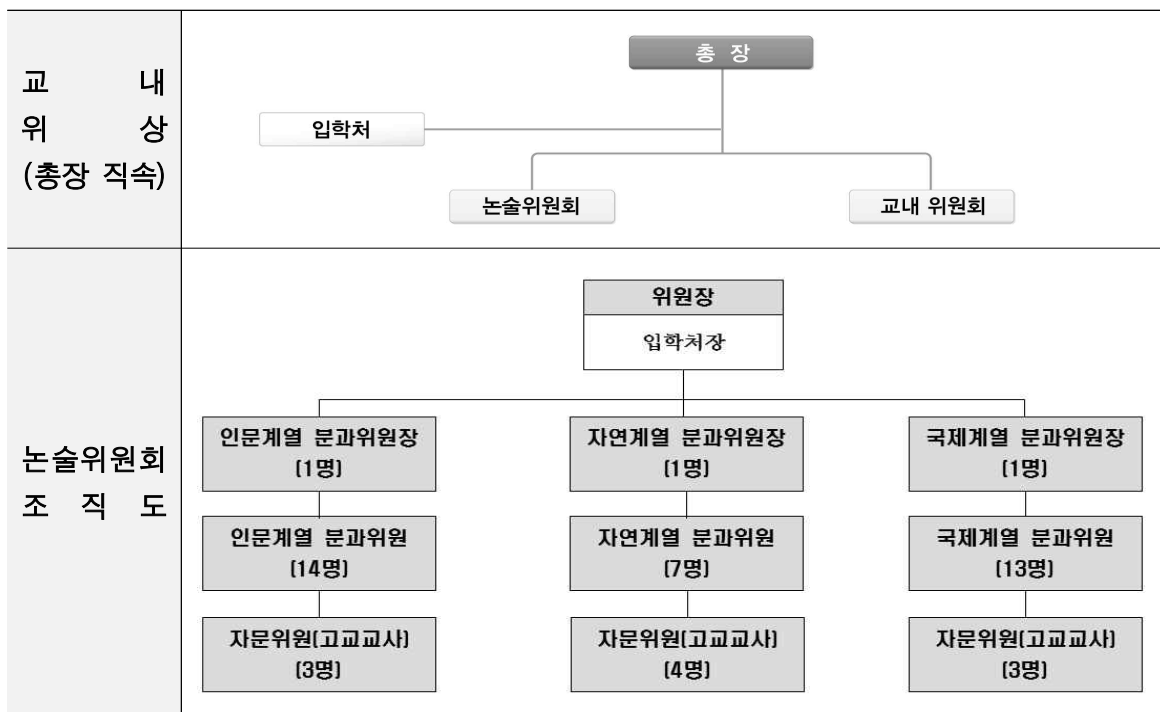 교 내
위 상
(총장 직속)
총 장
입학처
논술위원회
교내 위원회
논술위원회
조 직 도
위원장
입학처장
인문계열 분과위원장
(1명)
자연계열 분과위원장
(1명)
국제계열 분과위원장
(1명)
인문계열 분과위원
(14명)
자연계열 분과위원
(7명)
국제계열 분과위원
(13명)
자문위원(고교교사)
(3명)
자문위원(고교교사)
(4명)
자문위원(고교교사)
(3명)